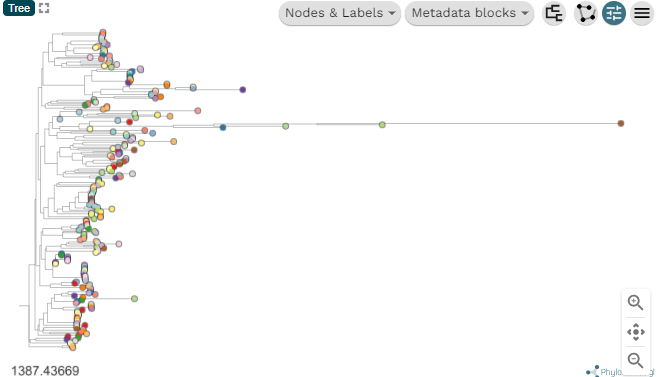 Tree
Nodes & Labels
Metadata blocks
1387.43669